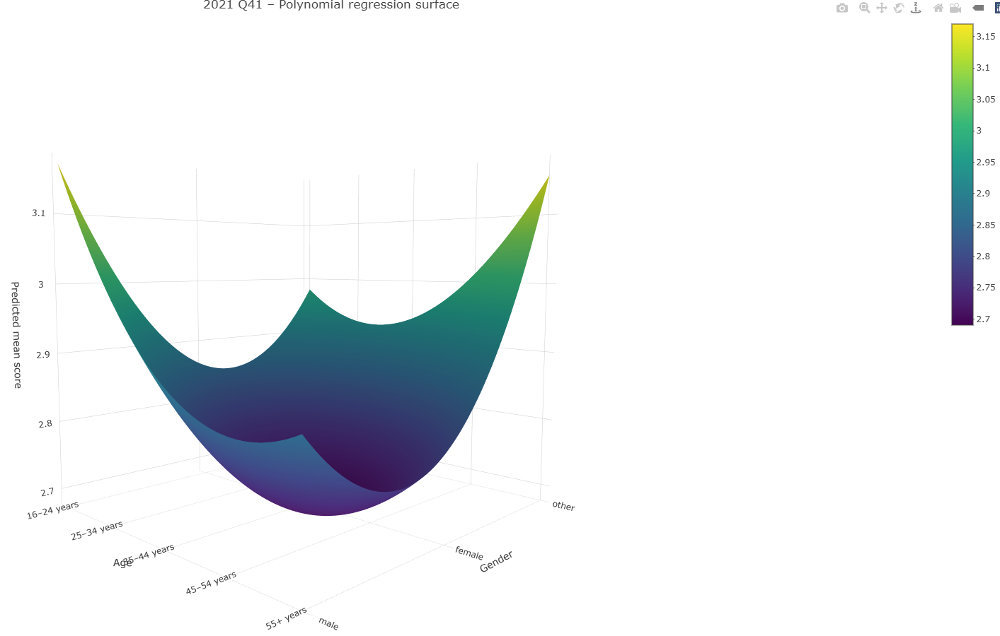 2021 Q41 – Polynomial regression surface
z
3.15
3.1
3.05
3
2.95
2.9
2.85
2.8
2.75
2.7
3.1
3
2.9
2.8
2.7
Predicted mean score
16–24 years
25–34 years
35–44 years
45–54 years
55+ years
Age
male
female
other
Gender